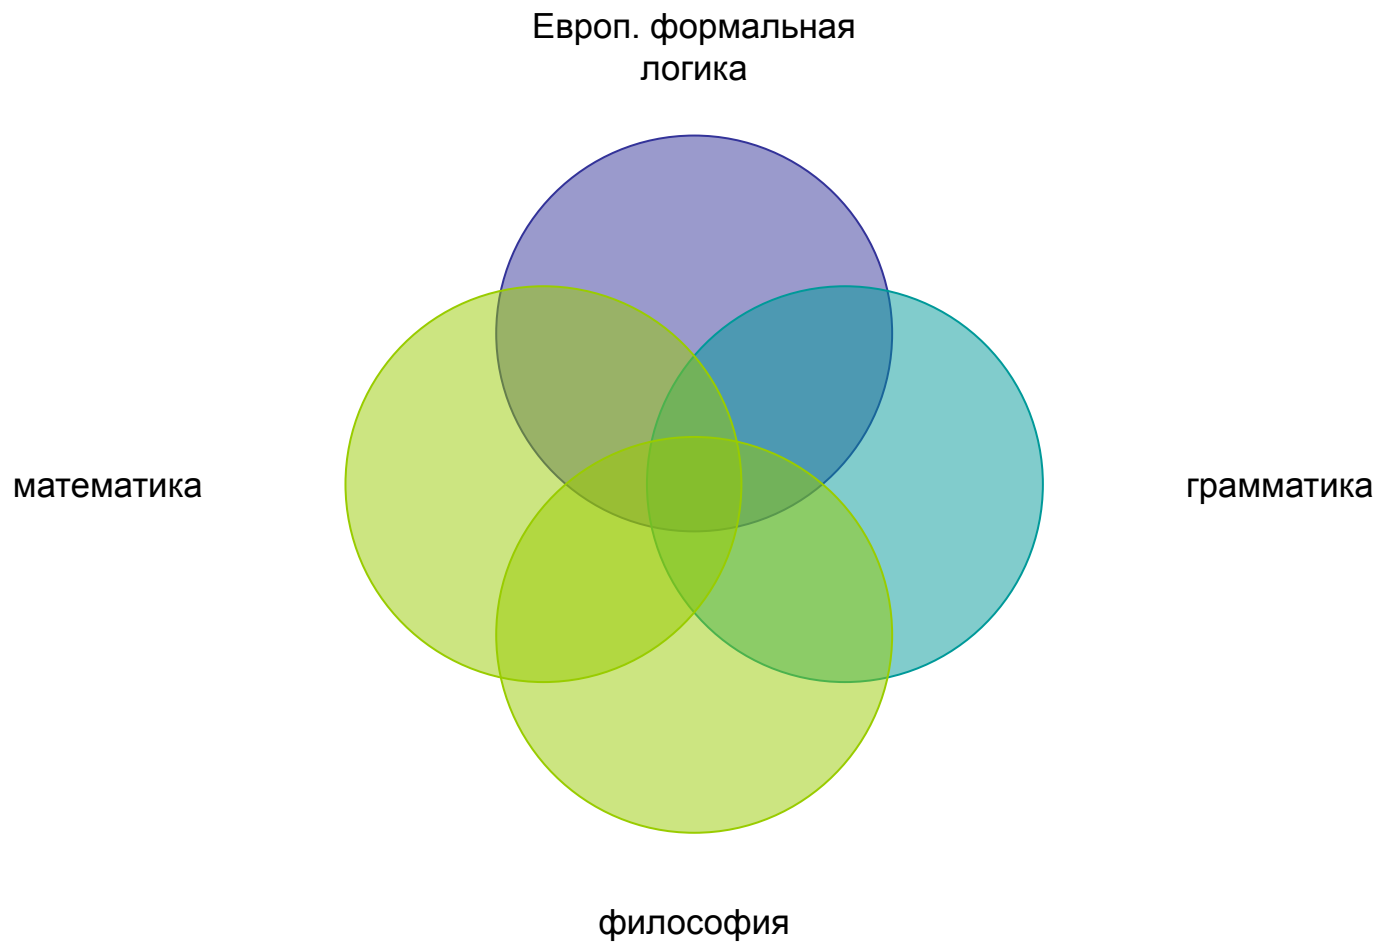 Европ. формальная
логика
математика
грамматика
философия